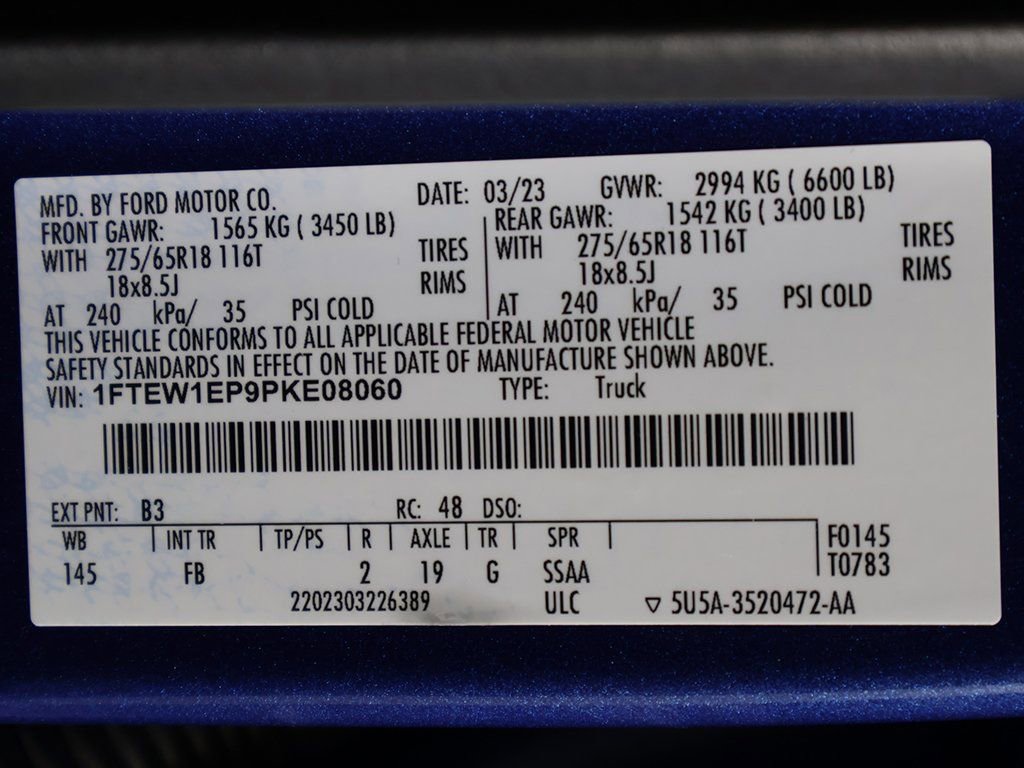 MFD. BY FORD MOTOR CO. DATE: 03/23 GVWR: 2994 KG ( 6600 LB)
FRONT GAWR: 1565 KG ( 3450 LB) REAR GAWR: 1542 KG ( 3400 LB)
WITH 275/65R18 116T TIRES WITH 275/65R18 116T TIRES
18x8.5J RIMS 18x8.5J RIMS
AT 240 kPa/ 35 PSI COLD AT 240 kPa/ 35 PSI COLD
THIS VEHICLE CONFORMS TO ALL APPLICABLE FEDERAL MOTOR VEHICLE
SAFETY STANDARDS IN EFFECT ON THE DATE OF MANUFACTURE SHOWN ABOVE.
VIN: 1FTEW1EP9PKE08060 TYPE: Truck
EXT PNT: B3 RC: 48 DSO:
WB INT TR TP/PS R AXLE TR SPR F0145
145 FB 2 19 G SSAA T0783
2202303226389 ULC ▽ 5U5A-3520472-AA